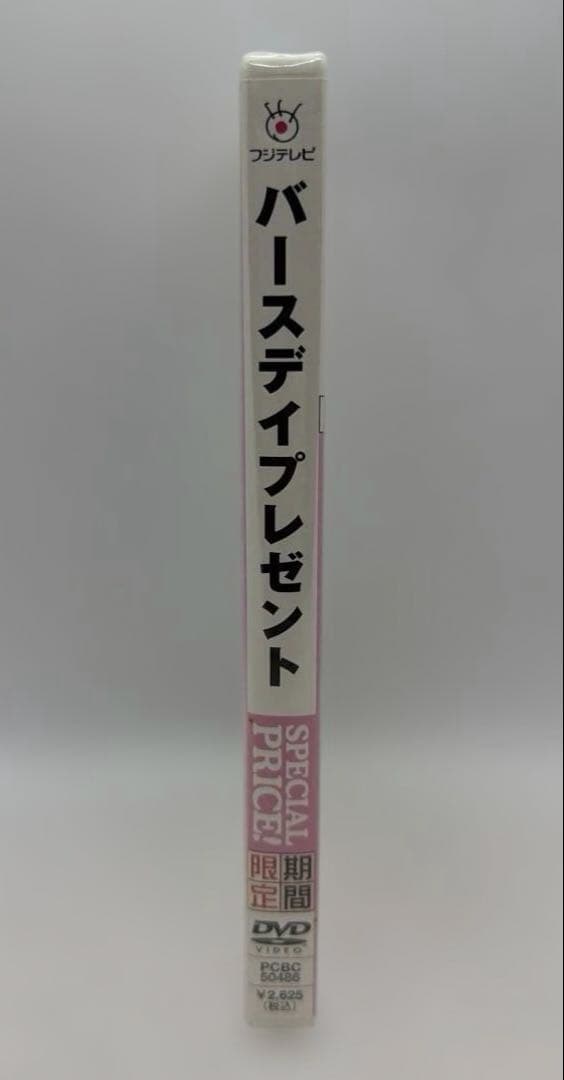 フジテレビ
バースデイプレゼント
SPECIAL
PRICE!
期間
限定
DVD
VIDEO
PCBC
50486
¥2,625
(税込)